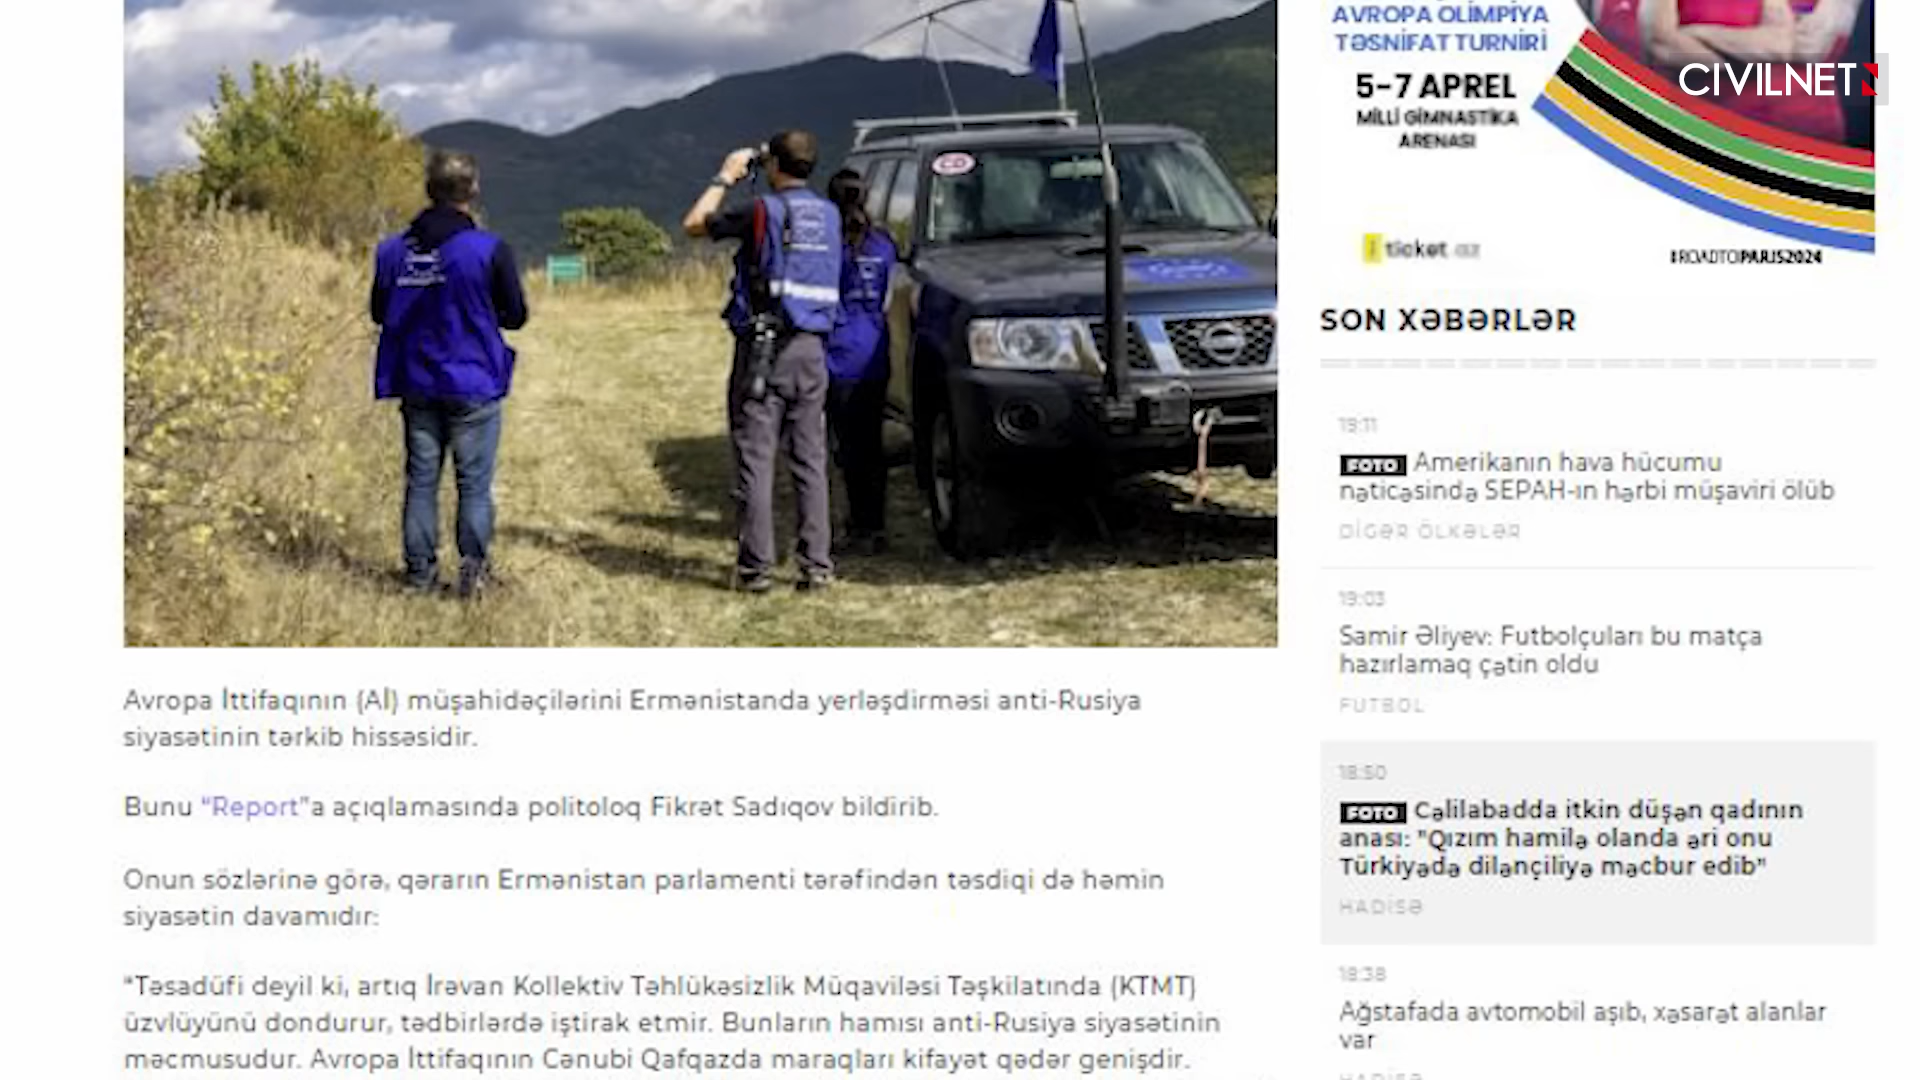 AVROPA OLİMPİYA
TƏSNİFAT TURNİRİ
5-7 APREL
MİLLİ GİMNASTİKA
ARENASI
iticket.az
#ROADTOPARIS2024
CIVILNET
CD
Avropa İttifaqının (Aİ) müşahidəçilərini Ermənistanda yerləşdirməsi anti-Rusiya
siyasətinin tərkib hissəsidir.
Bunu “Report”a açıqlamasında politoloq Fikrət Sadıqov bildirib.
Onun sözlərinə görə, qərarın Ermənistan parlamenti tərəfindən təsdiqi də həmin
siyasətin davamıdır:
“Təsadüfi deyil ki, artıq İrəvan Kollektiv Təhlükəsizlik Müqaviləsi Təşkilatında (KTMT)
üzvlüyünü dondurur, tədbirlərdə iştirak etmir. Bunların hamısı anti-Rusiya siyasətinin
məcmusudur. Avropa İttifaqının Cənubi Qafqazda maraqları kifayət qədər genişdir.
SON XƏBƏRLƏR
19:11
FOTO Amerikanın hava hücumu
nəticəsində SEPAH-ın hərbi müşaviri ölüb
DİGƏR ÖLKƏLƏR
19:03
Samir Əliyev: Futbolçuları bu matça
hazırlamaq çətin oldu
FUTBOL
18:50
FOTO Cəlilabadda itkin düşən qadının
anası: "Qızım hamilə olanda əri onu
Türkiyədə dilənçiliyə məcbur edib"
HADİSƏ
18:38
Ağstafada avtomobil aşıb, xəsarət alanlar
var
HADİSƏ